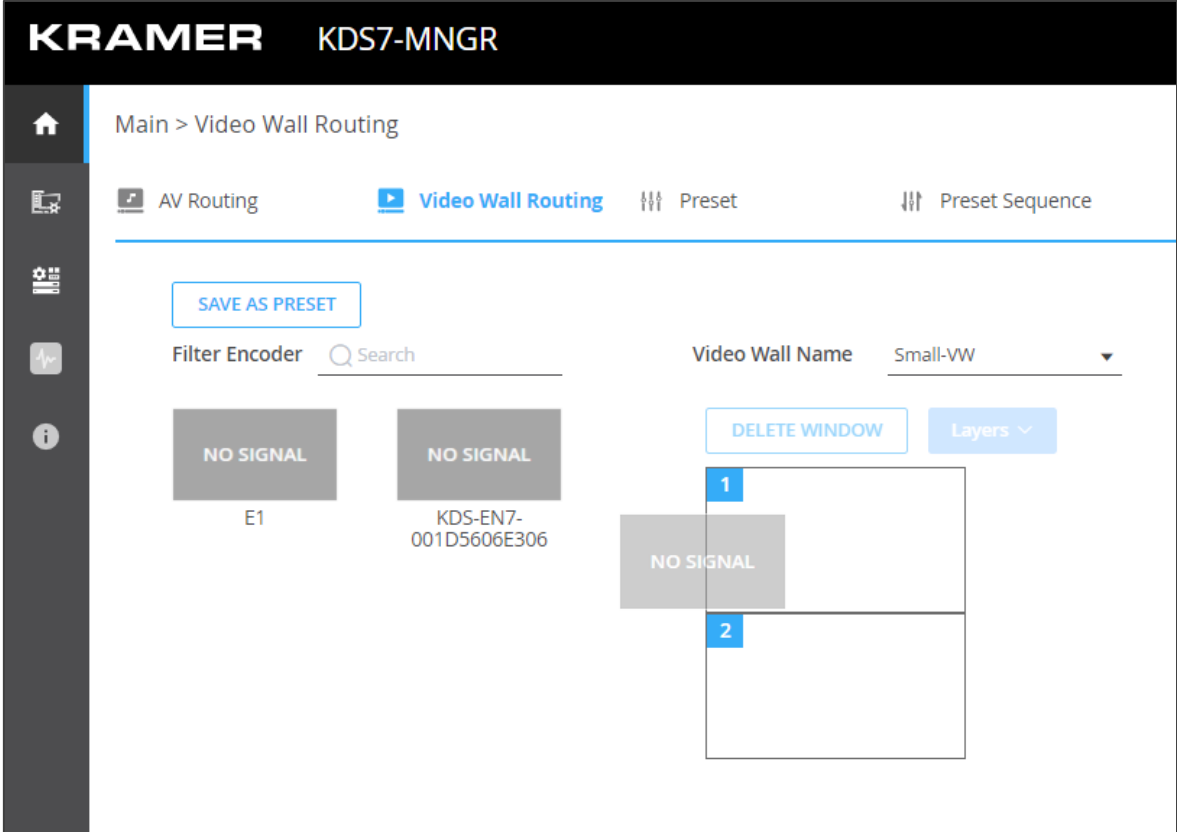 KRAMER KDS7-MNGR
Main > Video Wall Routing
AV Routing Video Wall Routing Preset Preset Sequence
SAVE AS PRESET
Filter Encoder Search Video Wall Name Small-VW
DELETE WINDOW Layers
NO SIGNAL NO SIGNAL
1
E1 KDS-EN7-
001D5606E306
NO SIGNAL
2